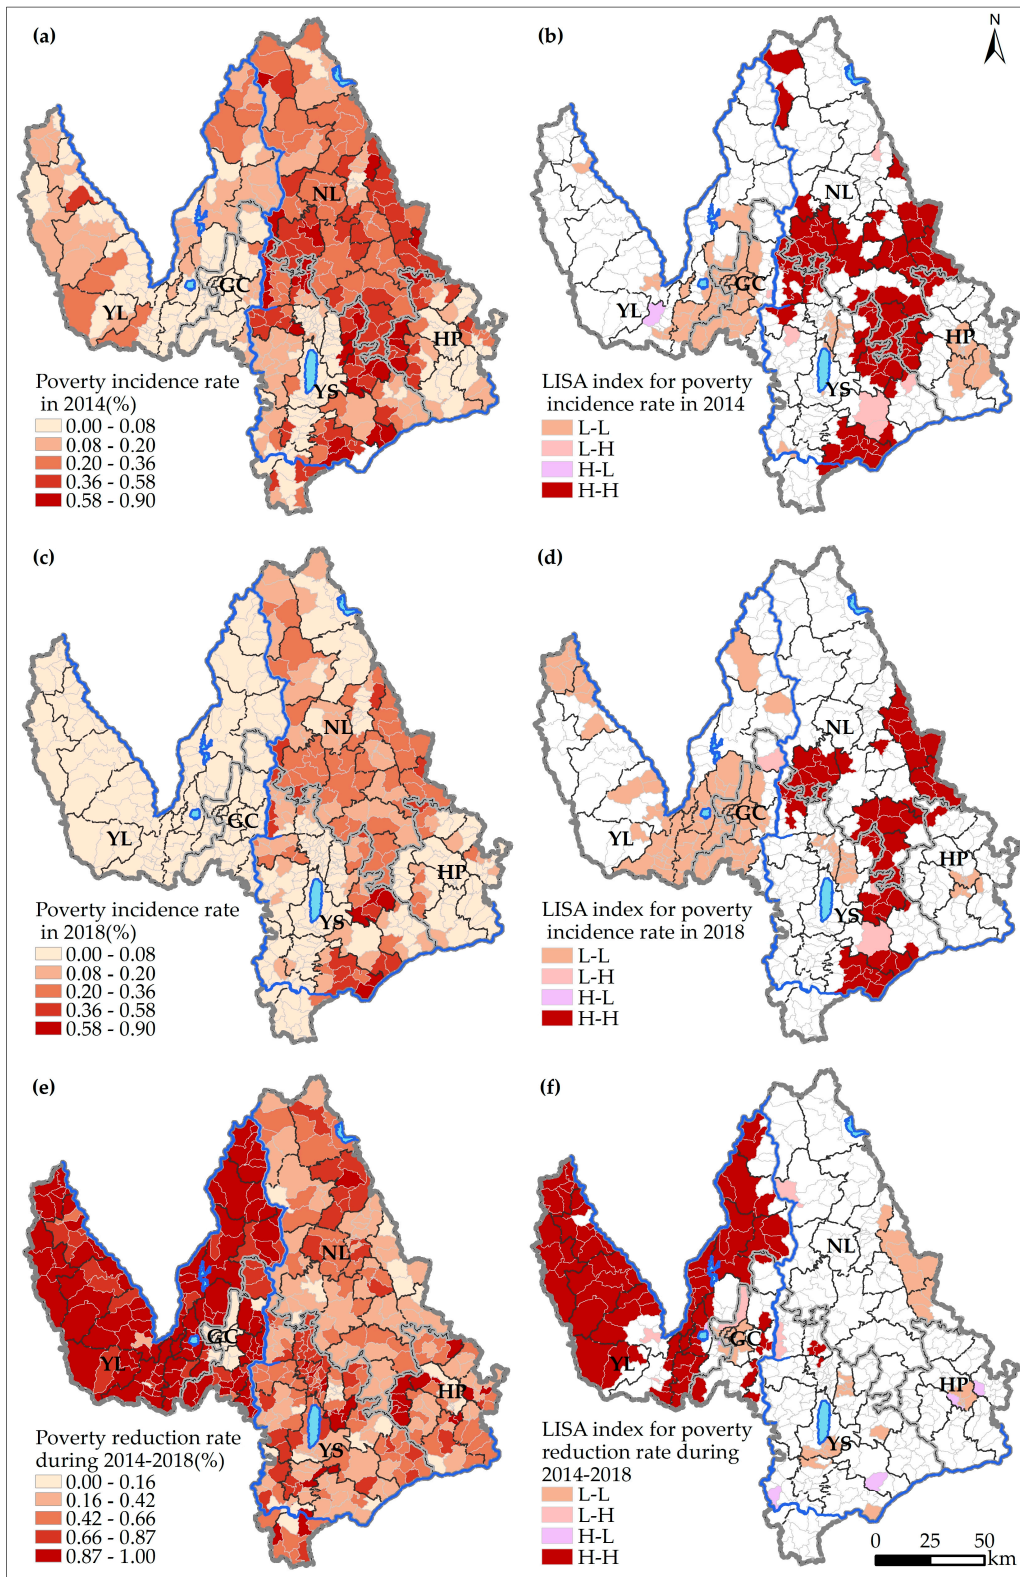 (a)
NL
GC
YL
HP
YS
Poverty incidence rate
in 2014(%)
0.00 - 0.08
0.08 - 0.20
0.20 - 0.36
0.36 - 0.58
0.58 - 0.90
(b)
N
NL
GC
YL
HP
YS
LISA index for poverty
incidence rate in 2014
L-L
L-H
H-L
H-H
(c)
NL
GC
YL
HP
YS
Poverty incidence rate
in 2018(%)
0.00 - 0.08
0.08 - 0.20
0.20 - 0.36
0.36 - 0.58
0.58 - 0.90
(d)
NL
GC
YL
HP
YS
LISA index for poverty
incidence rate in 2018
L-L
L-H
H-L
H-H
(e)
NL
GC
YL
HP
YS
Poverty reduction rate
during 2014-2018(%)
0.00 - 0.16
0.16 - 0.42
0.42 - 0.66
0.66 - 0.87
0.87 - 1.00
(f)
NL
GC
YL
HP
YS
LISA index for poverty
reduction rate during
2014-2018
L-L
L-H
H-L
H-H
0 25 50
km